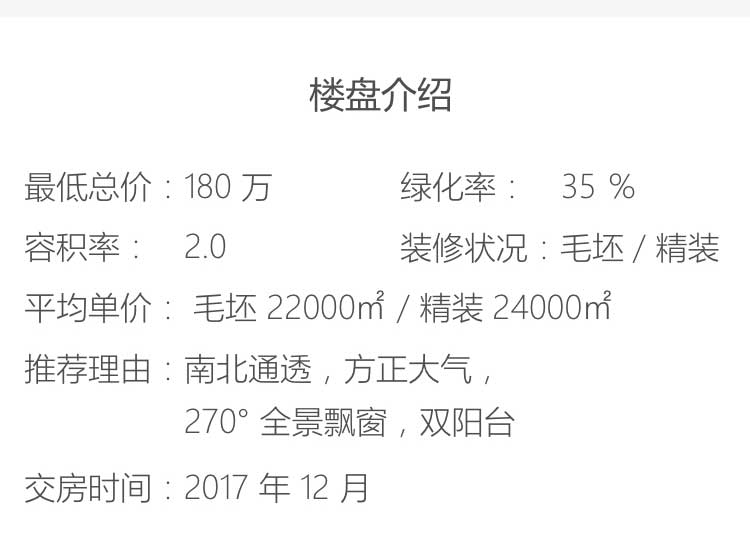 楼盘介绍
最低总价：180 万 绿化率： 35 %
容积率： 2.0 装修状况：毛坯 / 精装
平均单价： 毛坯 22000㎡ / 精装 24000㎡
推荐理由：南北通透，方正大气，
270° 全景飘窗，双阳台
交房时间：2017 年 12 月